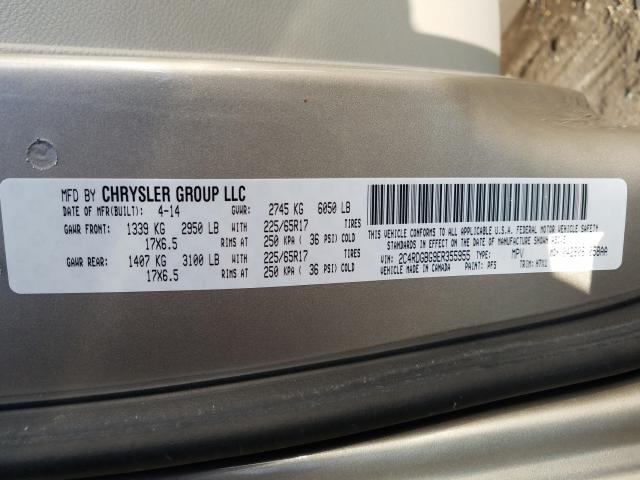 MFD BY CHRYSLER GROUP LLC
DATE OF MFR(BUILT): 4-14 GVWR: 2745 KG 6050 LB
GAWR FRONT: 1339 KG 2950 LB WITH 225/65R17 TIRES
17X6.5 RIMS AT 250 KPA ( 36 PSI COLD)
GAWR REAR: 1407 KG 3100 LB WITH 225/65R17 TIRES
17X6.5 RIMS AT 250 KPA ( 36 PSI COLD)
THIS VEHICLE CONFORMS TO ALL APPLICABLE U.S.A. FEDERAL MOTOR VEHICLE SAFETY
STANDARDS IN EFFECT ON THE DATE OF MANUFACTURE SHOWN
VIN: 2C4RDGBG9ER355955 TYPE: MPV
MADE IN CANADA PAINT: PFS TRIM: